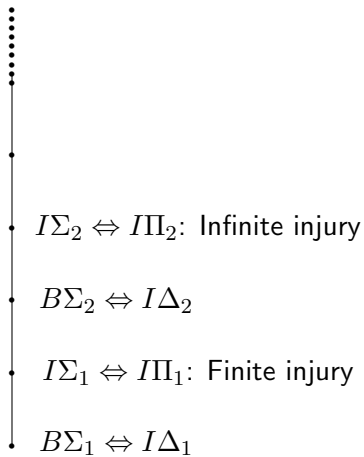 IΣ₂ ⇔ IΠ₂: Infinite injury
BΣ₂ ⇔ IΔ₂
IΣ₁ ⇔ IΠ₁: Finite injury
BΣ₁ ⇔ IΔ₁